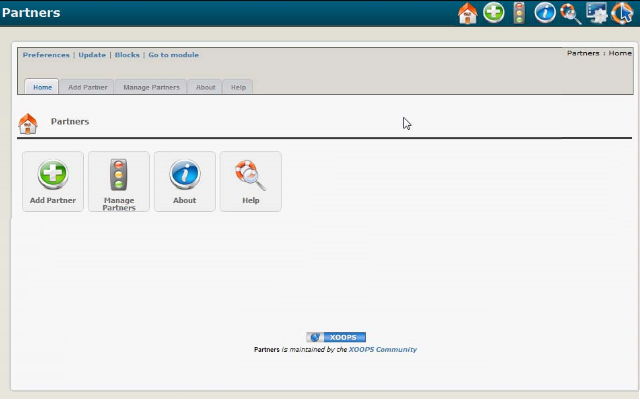 Partners
Preferences | Update | Blocks | Go to module
Partners : Home
Home Add Partner Manage Partners About Help
Partners
Add Partner
Manage Partners
About
Help
XOOPS
Partners is maintained by the XOOPS Community